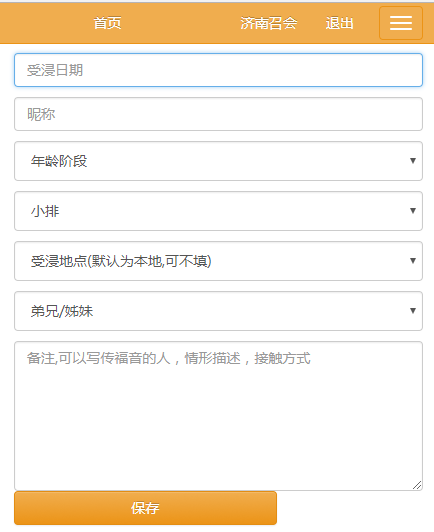 首页 济南召会 退出
受浸日期
昵称
年龄阶段
小排
受浸地点(默认为本地,可不填)
弟兄/姊妹
备注,可以写传福音的人，情形描述，接触方式
保存